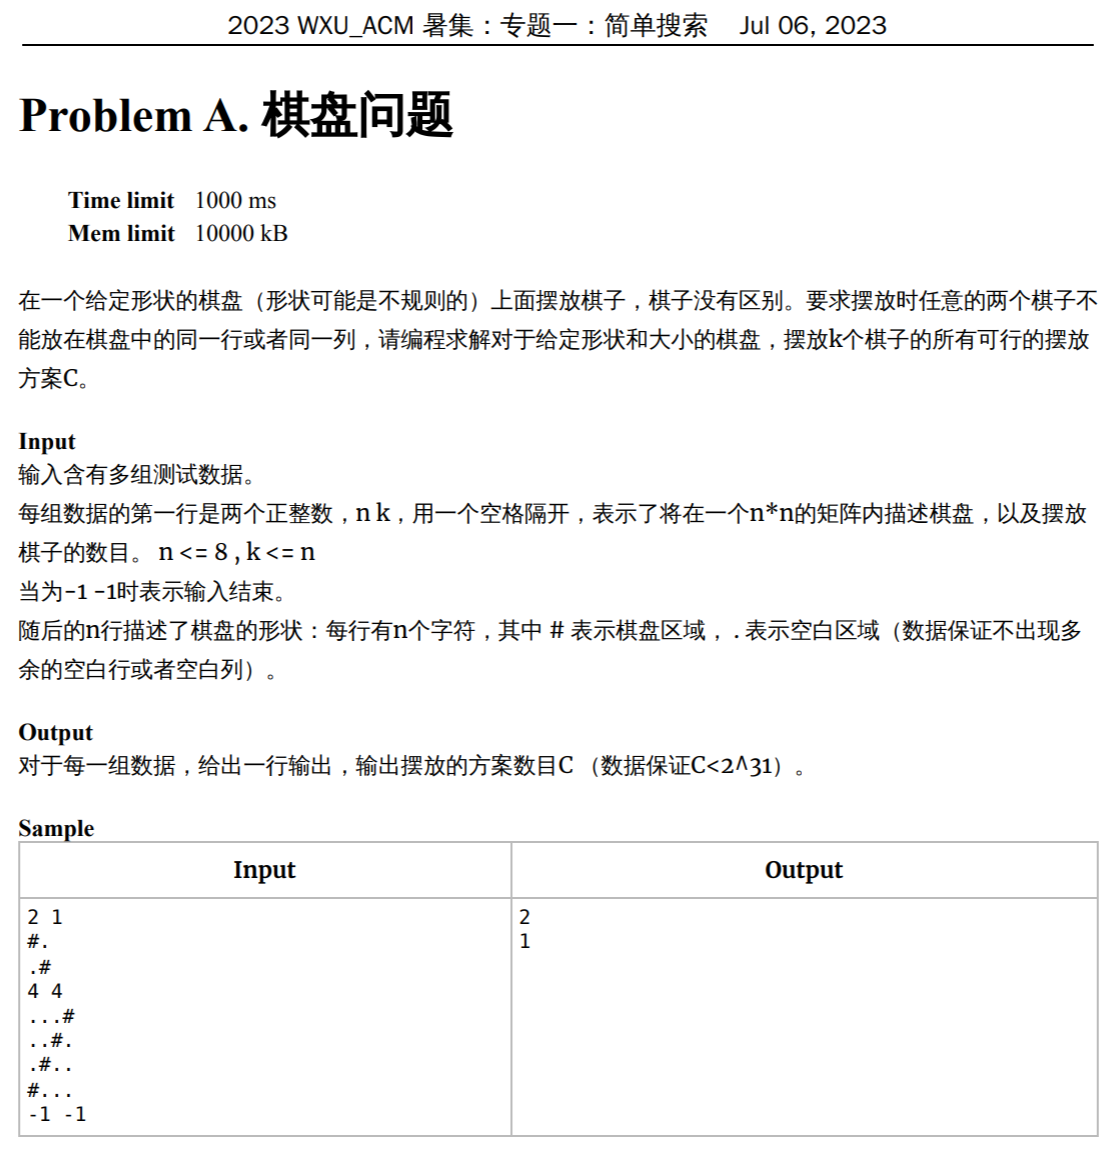 2023 WXU_ACM 暑集：专题一：简单搜索 Jul 06, 2023
Problem A. 棋盘问题
Time limit 1000 ms
Mem limit 10000 kB
在一个给定形状的棋盘（形状可能是不规则的）上面摆放棋子，棋子没有区别。要求摆放时任意的两个棋子不
能放在棋盘中的同一行或者同一列，请编程求解对于给定形状和大小的棋盘，摆放k个棋子的所有可行的摆放
方案C。
Input
输入含有多组测试数据。
每组数据的第一行是两个正整数，n k，用一个空格隔开，表示了将在一个n*n的矩阵内描述棋盘，以及摆放
棋子的数目。 n <= 8 , k <= n
当为-1 -1时表示输入结束。
随后的n行描述了棋盘的形状：每行有n个字符，其中 # 表示棋盘区域， . 表示空白区域（数据保证不出现多
余的空白行或者空白列）。
Output
对于每一组数据，给出一行输出，输出摆放的方案数目C （数据保证C<2^31）。
Sample
Input Output
2 1
#.
.#
4 4
...#
..#.
.#..
#...
-1 -1
2
1